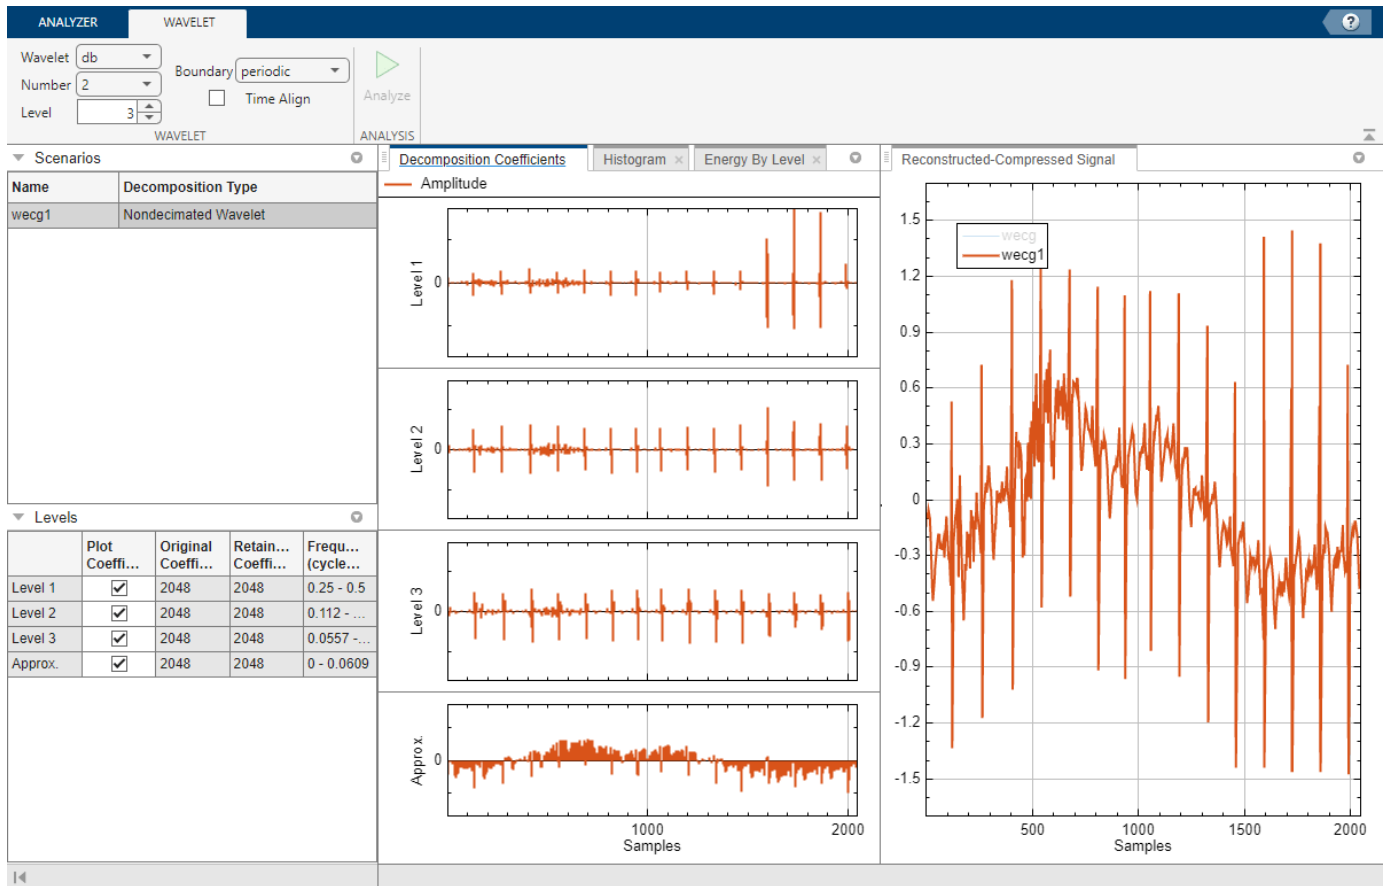 ANALYZER WAVELET ?
Wavelet db
Number 2
Level 3
Boundary periodic
Time Align
Analyze
WAVELET ANALYSIS
Scenarios
Name Decomposition Type
wecg1 Nondecimated Wavelet
Levels
Plot Coeffi... Original Coeffi... Retain... Coeffi... Frequ... (cycle...
Level 1 2048 2048 0.25 - 0.5
Level 2 2048 2048 0.112 - ...
Level 3 2048 2048 0.0557 -...
Approx. 2048 2048 0 - 0.0609
Decomposition Coefficients Histogram × Energy By Level ×
Amplitude
Level 1
0
Level 2
0
Level 3
0
Approx.
0
1000 2000
Samples
Reconstructed-Compressed Signal
wecg
wecg1
1.5
1.2
0.9
0.6
0.3
0
-0.3
-0.6
-0.9
-1.2
-1.5
500 1000 1500 2000
Samples